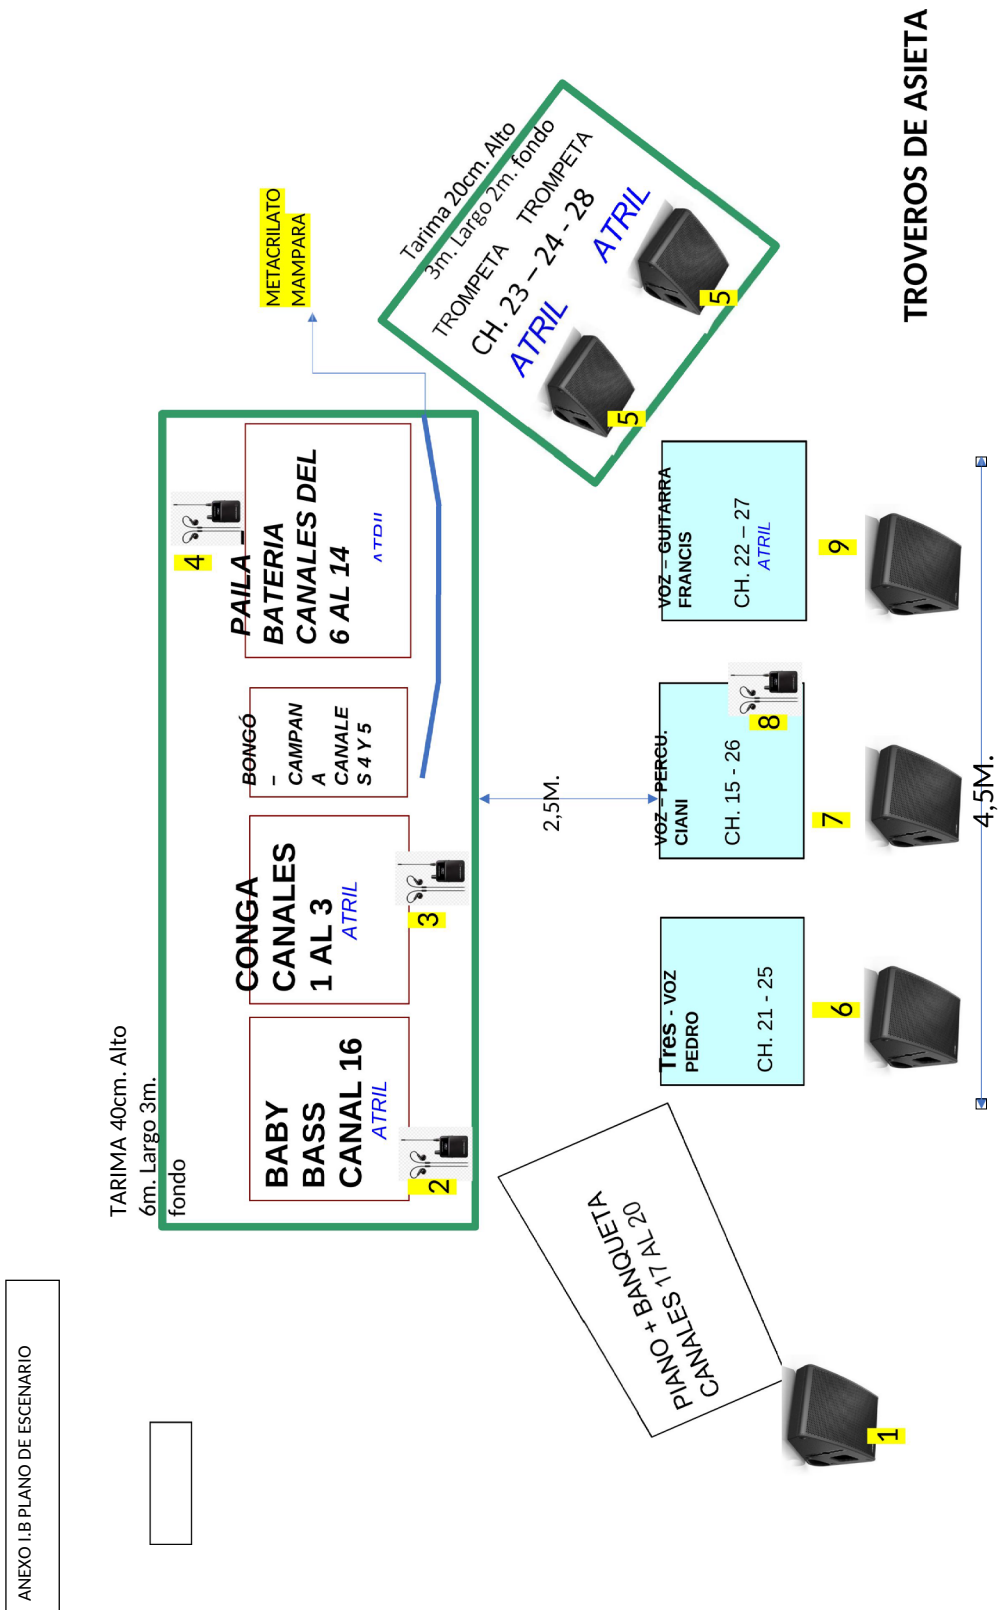 ANEXO I.B PLANO DE ESCENARIO
TARIMA 40cm. Alto
6m. Largo 3m.
fondo
BABY
BASS
CANAL 16
ATRIL
2
CONGA
CANALES
1 AL 3
ATRIL
3
BONGÓ
–
CAMPAN
A
CANALE
S 4 Y 5
PAILA
BATERIA
CANALES DEL
6 AL 14
4
METACRILATO
MAMPARA
Tarima 20cm. Alto
3m. Largo 2m. fondo
TROMPETA TROMPETA
CH. 23 – 24 - 28
ATRIL ATRIL
5 5
2,5M.
PIANO + BANQUETA
CANALES 17 AL 20
1
Tres - VOZ
PEDRO
CH. 21 - 25
6
VOZ – PERCU.
CIANI
CH. 15 - 26
8
7
VOZ – GUITARRA
FRANCIS
CH. 22 – 27
ATRIL
9
4,5M.
TROVEROS DE ASIETA